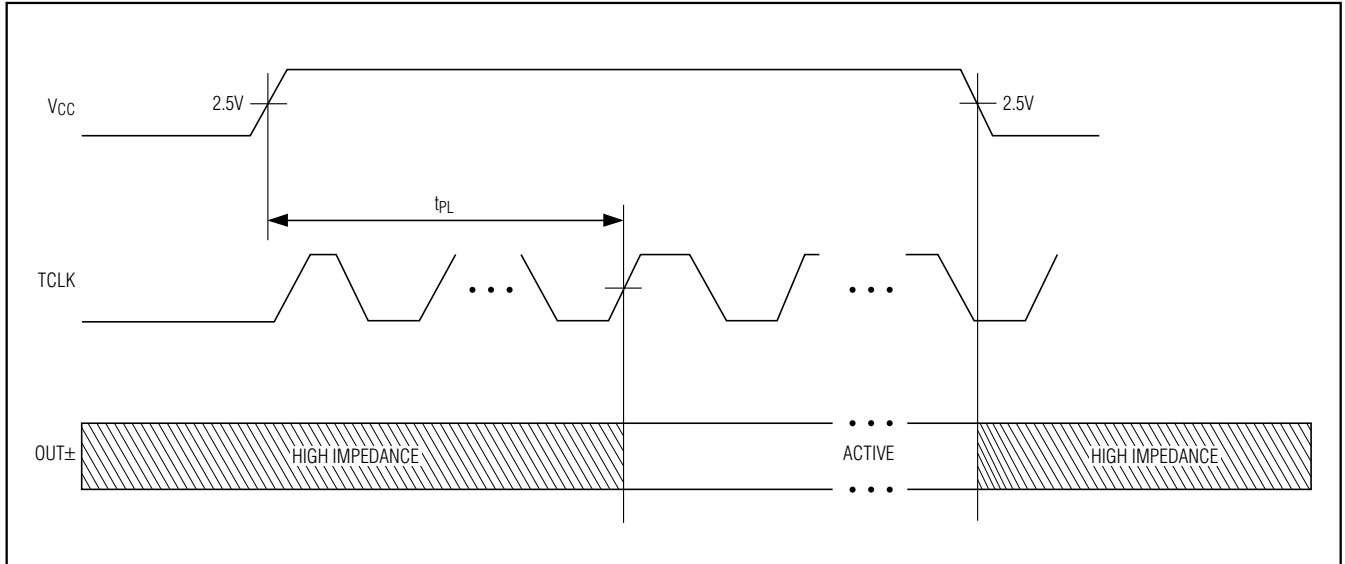 VCC
2.5V
2.5V
tPL
TCLK
• • •
• • •
OUT±
HIGH IMPEDANCE
• • •
ACTIVE
• • •
HIGH IMPEDANCE